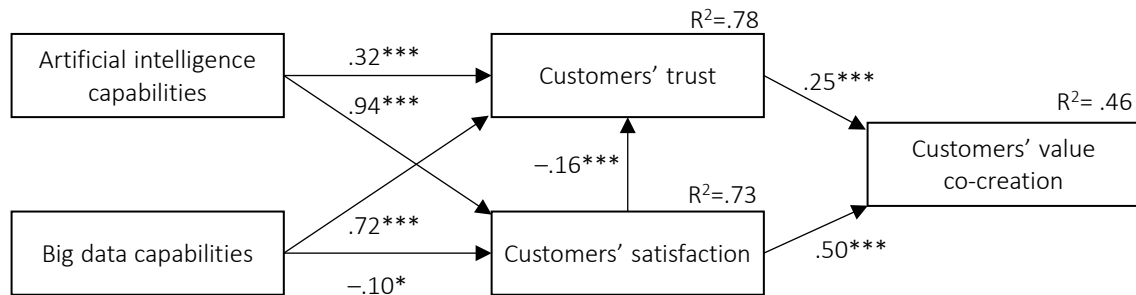 R²=.78
Artificial intelligence
capabilities
.32***
Customers' trust
.94***
.25***
R²= .46
–.16***
Customers' value
co-creation
R²=.73
.72***
Big data capabilities
Customers' satisfaction
.50***
–.10*